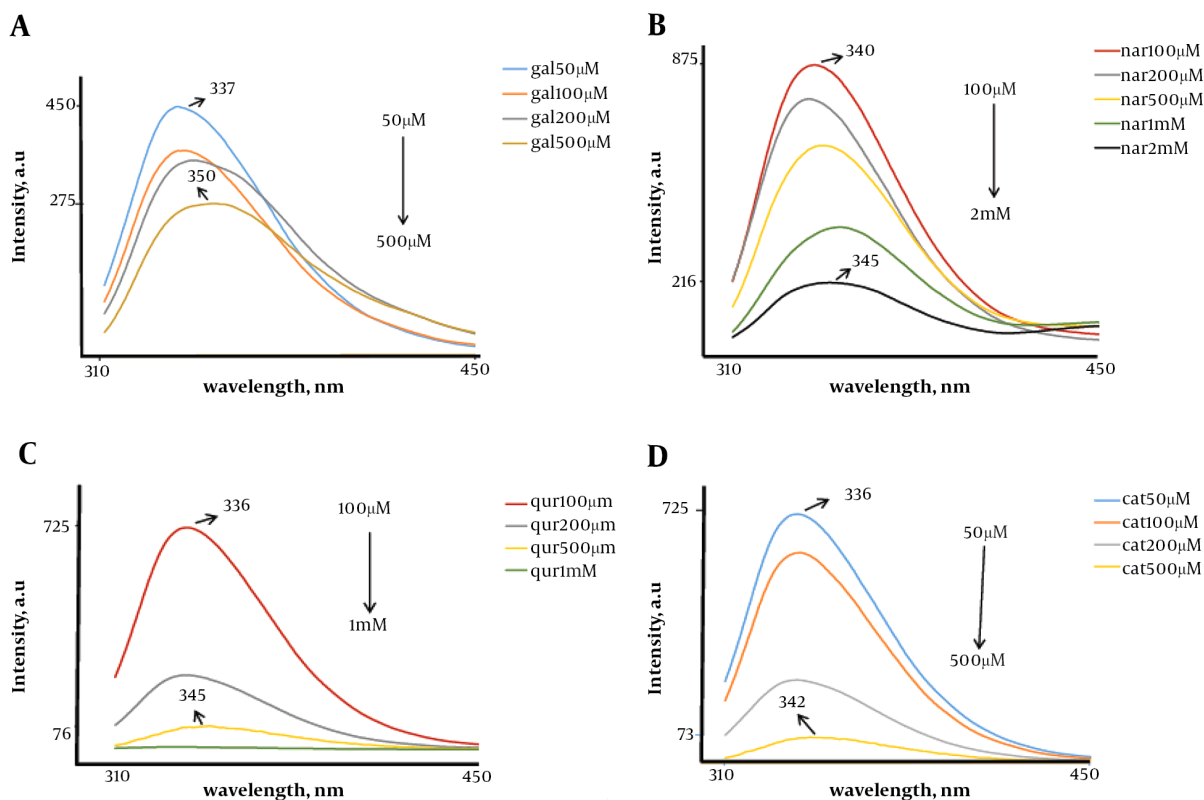 A
gal50µM
gal100µM
gal200µM
gal500µM
337
350
50µM
500µM
450
275
Intensity, a.u
310
450
wavelength, nm
B
nar100µM
nar200µM
nar500µM
nar1mM
nar2mM
340
345
100µM
2mM
875
216
Intensity, a.u
310
450
wavelength, nm
C
qur100µm
qur200µm
qur500µm
qur1mM
336
345
100µM
1mM
725
76
Intensity, a.u
310
450
wavelength, nm
D
cat50µM
cat100µM
cat200µM
cat500µM
336
342
50µM
500µM
725
73
Intensity, a.u
310
450
wavelength, nm